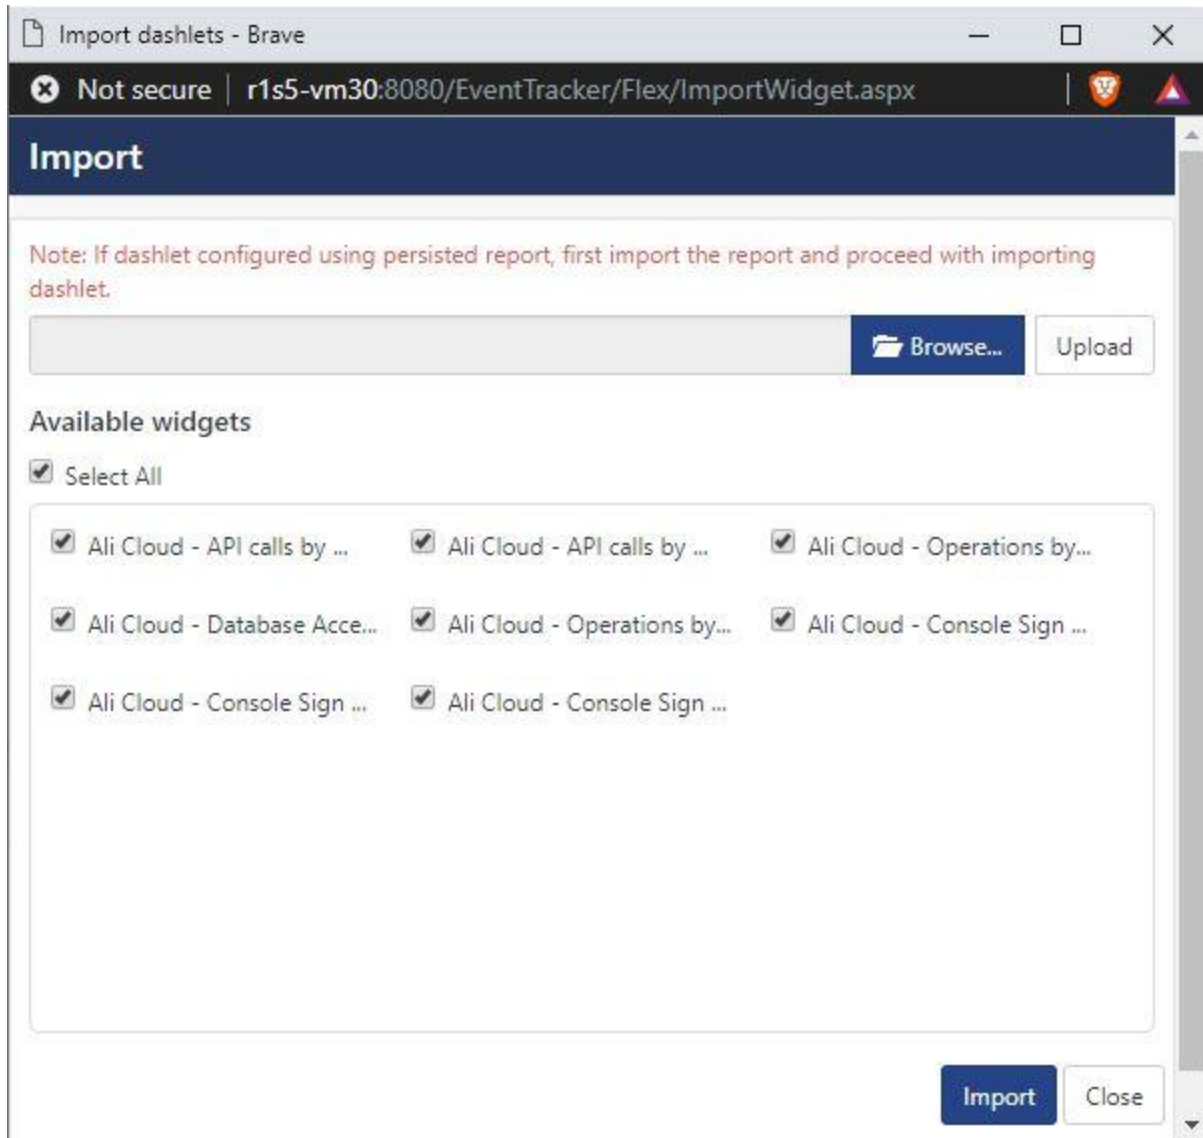 Import dashlets - Brave
Not secure | r1s5-vm30:8080/EventTracker/Flex/ImportWidget.aspx
Import
Note: If dashlet configured using persisted report, first import the report and proceed with importing
dashlet.
Browse... Upload
Available widgets
Select All
Ali Cloud - API calls by ... Ali Cloud - API calls by ... Ali Cloud - Operations by...
Ali Cloud - Database Acce... Ali Cloud - Operations by... Ali Cloud - Console Sign ...
Ali Cloud - Console Sign ... Ali Cloud - Console Sign ...
Import Close